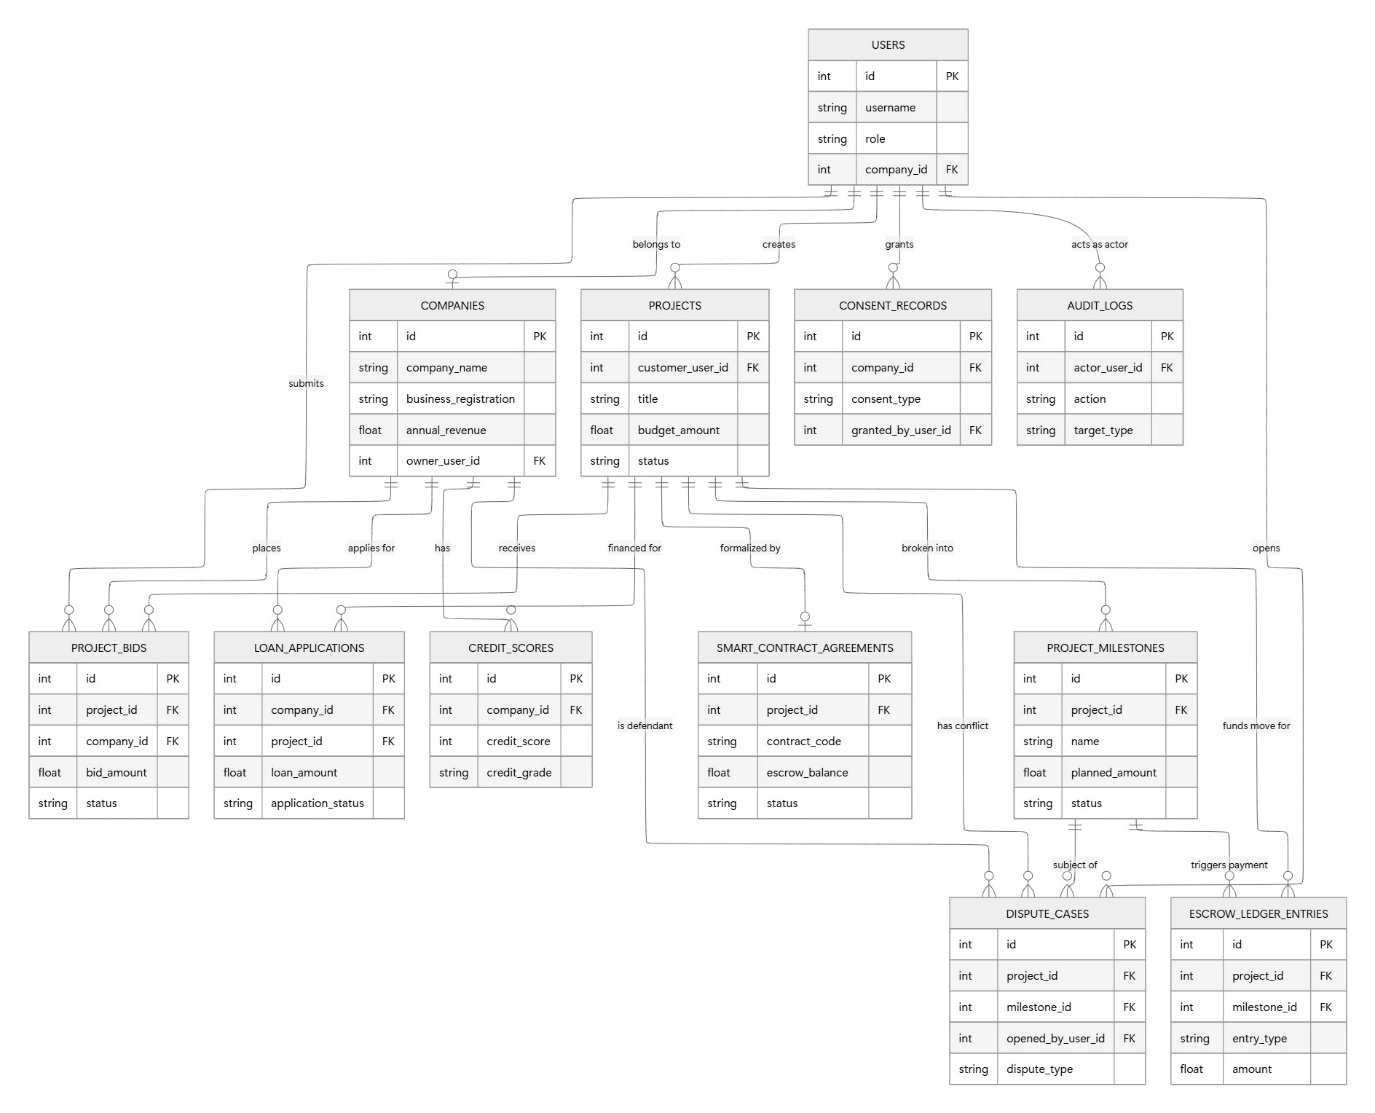 USERS
int id PK
string username
string role
int company_id FK
belongs to
creates
grants
acts as actor
submits
COMPANIES
int id PK
string company_name
string business_registration
float annual_revenue
int owner_user_id FK
PROJECTS
int id PK
int customer_user_id FK
string title
float budget_amount
string status
CONSENT_RECORDS
int id PK
int company_id FK
string consent_type
int granted_by_user_id FK
AUDIT_LOGS
int id PK
int actor_user_id FK
string action
string target_type
places
applies for
has
receives
financed for
formalized by
broken into
opens
PROJECT_BIDS
int id PK
int project_id FK
int company_id FK
float bid_amount
string status
LOAN_APPLICATIONS
int id PK
int company_id FK
int project_id FK
float loan_amount
string application_status
CREDIT_SCORES
int id PK
int company_id FK
int credit_score
string credit_grade
is defendant
SMART_CONTRACT_AGREEMENTS
int id PK
int project_id FK
string contract_code
float escrow_balance
string status
has conflict
PROJECT_MILESTONES
int id PK
int project_id FK
string name
float planned_amount
string status
funds move for
subject of
triggers payment
DISPUTE_CASES
int id PK
int project_id FK
int milestone_id FK
int opened_by_user_id FK
string dispute_type
ESCROW_LEDGER_ENTRIES
int id PK
int project_id FK
int milestone_id FK
string entry_type
float amount